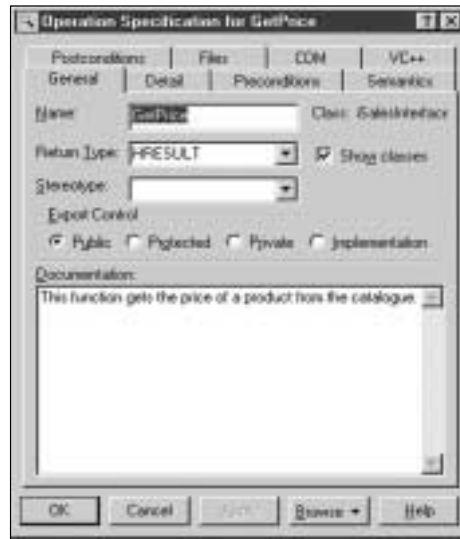 Operation Specification for GetPrice
Postconditions Files COM VC++
General Detail Preconditions Semantics
Name: GetPrice Class: ISalesInterface
Return Type: HRESULT Show classes
Stereotype:
Export Control
Public Protected Private Implementation
Documentation:
This function gets the price of a product from the catalogue.
OK Cancel Apply Browse Help